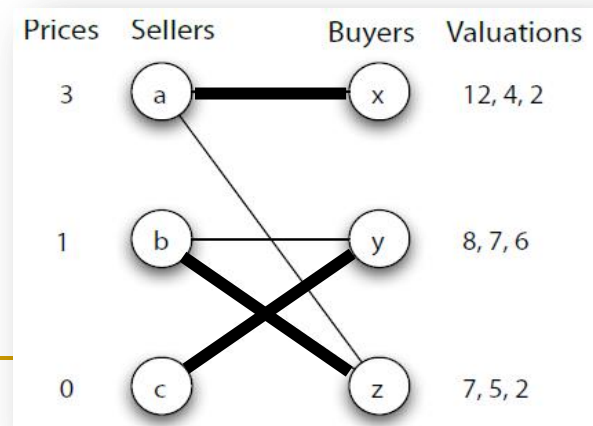 Prices Sellers Buyers Valuations
3 a x 12, 4, 2
1 b y 8, 7, 6
0 c z 7, 5, 2